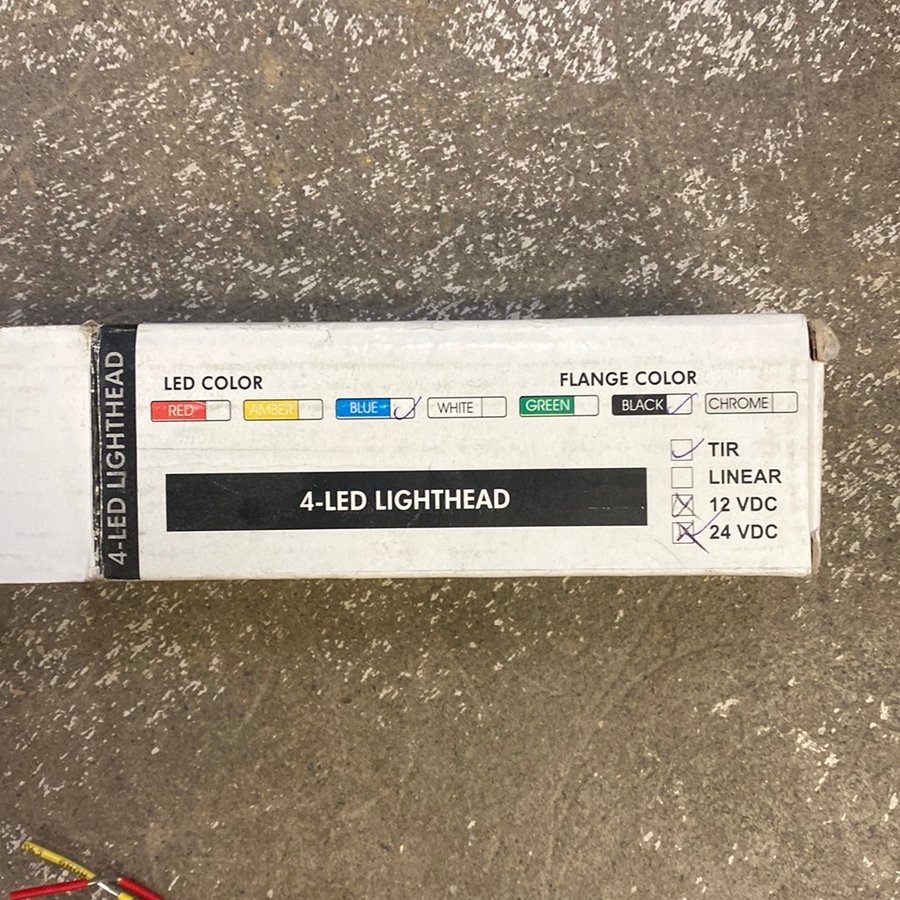 4-LED LIGHTHEAD
LED COLOR
FLANGE COLOR
RED AMBER BLUE WHITE GREEN BLACK CHROME
TIR
LINEAR
12 VDC
24 VDC
4-LED LIGHTHEAD